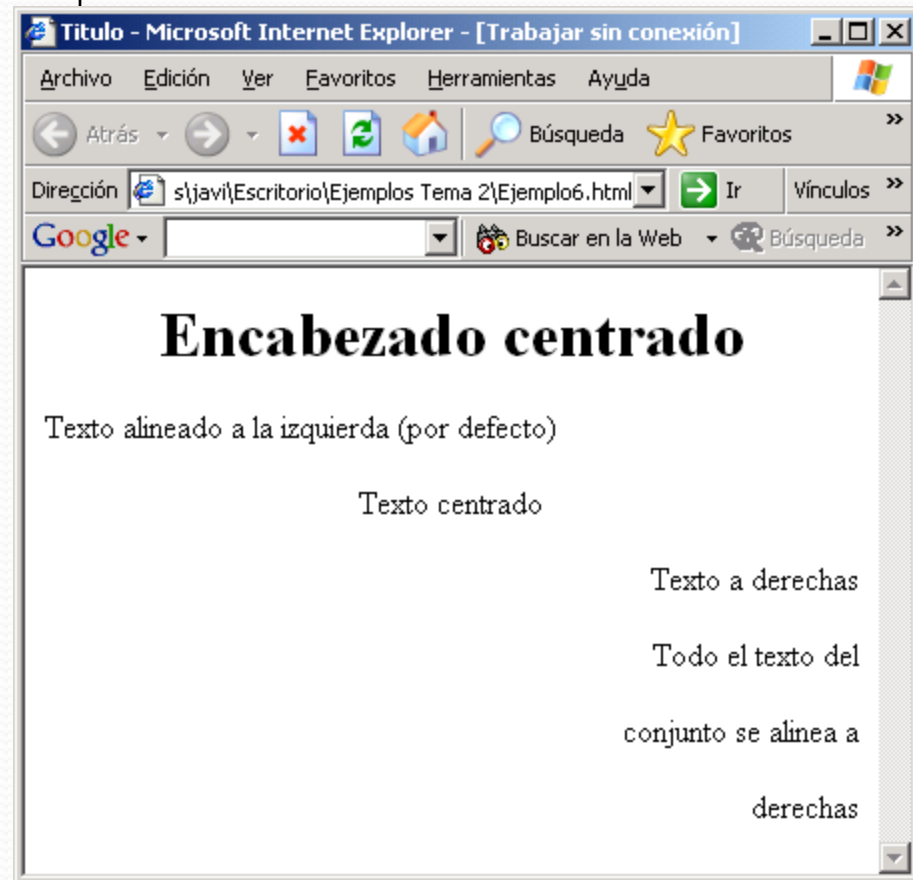 Titulo - Microsoft Internet Explorer - [Trabajar sin conexión]
Archivo Edición Ver Favoritos Herramientas Ayuda
Atrás Búsqueda Favoritos »
Dirección s\javi\Escritorio\Ejemplos Tema 2\Ejemplo6.html Ir Vínculos »
Google Buscar en la Web Búsqueda »
Encabezado centrado
Texto alineado a la izquierda (por defecto)
Texto centrado
Texto a derechas
Todo el texto del
conjunto se alinea a
derechas